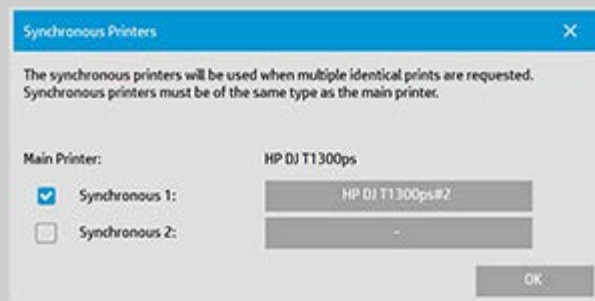 Synchronous Printers
The synchronous printers will be used when multiple identical prints are requested.
Synchronous printers must be of the same type as the main printer.
Main Printer: HP DJ T1300ps
Synchronous 1: HP DJ T1300ps#2
Synchronous 2: -
OK